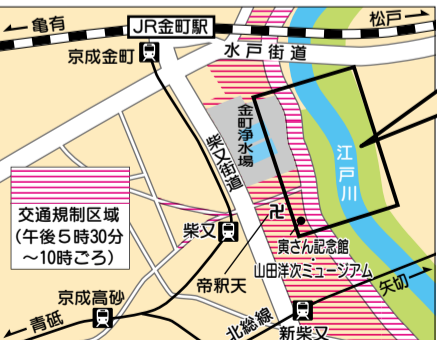 亀有
JR金町駅
松戸
京成金町
水戸街道
金町浄水場
柴又街道
江戸川
交通規制区域
(午後5時30分
~10時ごろ)
卍
柴又
寅さん記念館
・
山田洋次ミュージアム
帝釈天
矢切
京成高砂
北総線
青砥
新柴又